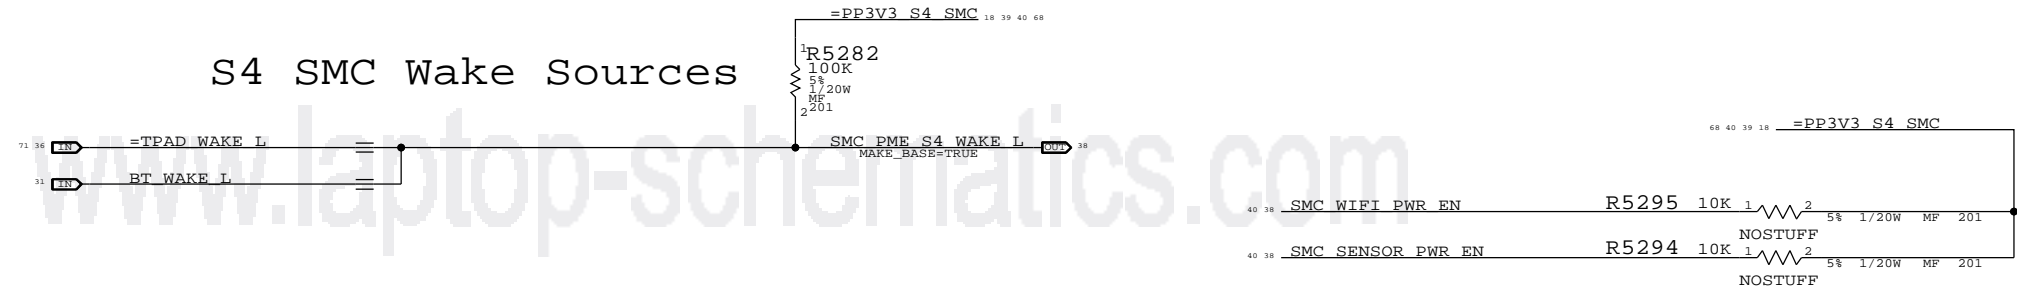 =PP3V3_S4_SMC 18 39 40 68
S4 SMC Wake Sources
1 R5282
100K
5%
1/20W
MF
201
2
71 36 IN =TPAD_WAKE_L
SMC_PME_S4_WAKE_L OUT 38
MAKE_BASE=TRUE
31 IN BT_WAKE_L
68 40 39 18 =PP3V3_S4_SMC
40 38 SMC_WIFI_PWR_EN R5295 10K 1 2 5% 1/20W MF 201
NOSTUFF
40 38 SMC_SENSOR_PWR_EN R5294 10K 1 2 5% 1/20W MF 201
NOSTUFF
www.laptop-schematics.com